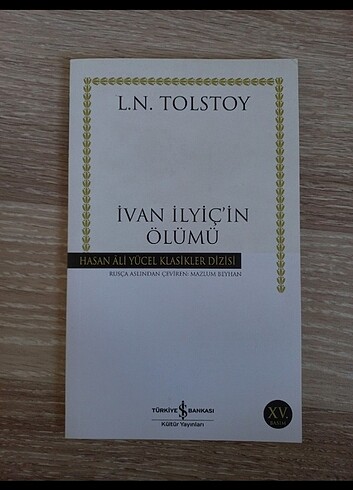 L.N. TOLSTOY
İVAN İLYİÇ'İN
ÖLÜMÜ
HASAN ÂLİ YÜCEL KLASİKLER DİZİSİ
RUSÇA ASLINDAN ÇEVİREN: MAZLUM BEYHAN
XV.
BASIM
TÜRKİYE İŞ BANKASI
Kültür Yayınları